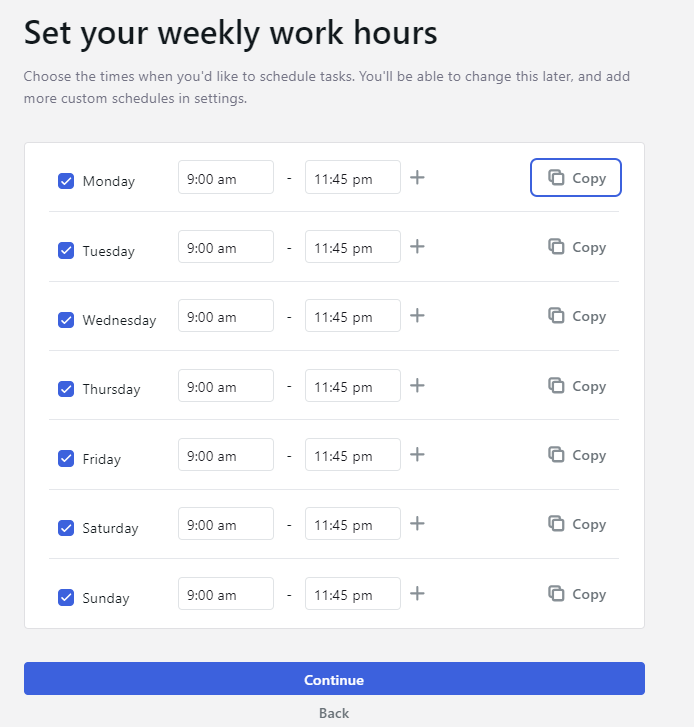 Set your weekly work hours
Choose the times when you'd like to schedule tasks. You'll be able to change this later, and add
more custom schedules in settings.
Monday 9:00 am - 11:45 pm + Copy
Tuesday 9:00 am - 11:45 pm + Copy
Wednesday 9:00 am - 11:45 pm + Copy
Thursday 9:00 am - 11:45 pm + Copy
Friday 9:00 am - 11:45 pm + Copy
Saturday 9:00 am - 11:45 pm + Copy
Sunday 9:00 am - 11:45 pm + Copy
Continue
Back